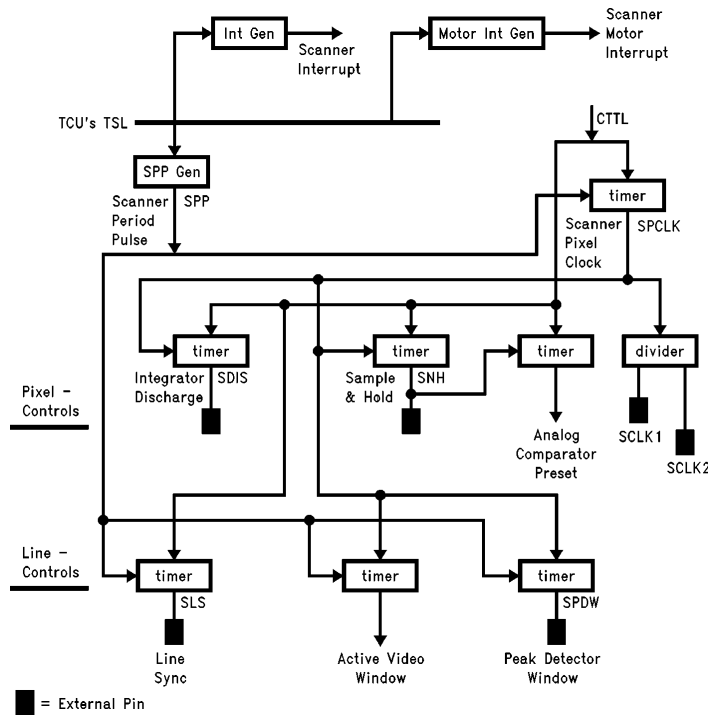 Int Gen
Scanner
Interrupt
Motor Int Gen
Scanner
Motor
Interrupt
TCU's TSL
CTTL
SPP Gen
Scanner
Period
Pulse
SPP
timer
Scanner
Pixel
Clock
SPCLK
timer
timer
timer
divider
Integrator
Discharge
SDIS
Sample
& Hold
SNH
Pixel –
Controls
Analog
Comparator
Preset
SCLK1
SCLK2
Line –
Controls
timer
timer
timer
SLS
SPDW
Line
Sync
Active Video
Window
Peak Detector
Window
= External Pin